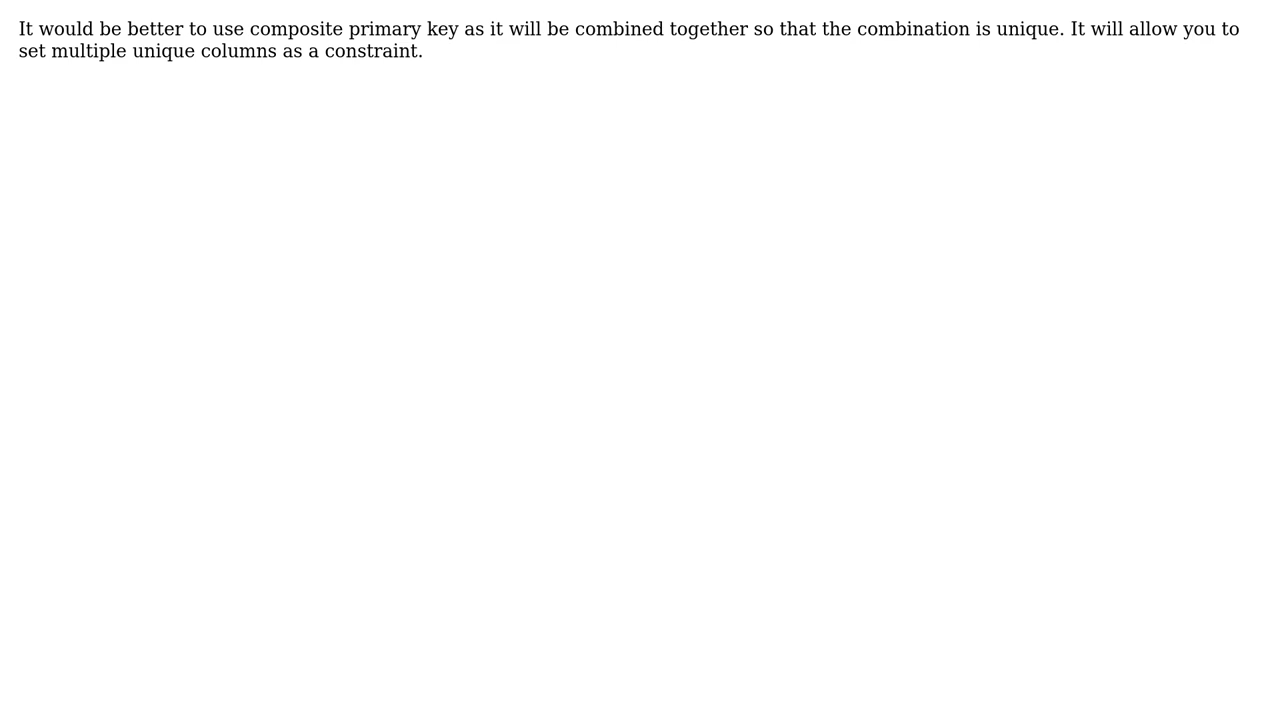 It would be better to use composite primary key as it will be combined together so that the combination is unique. It will allow you to
set multiple unique columns as a constraint.